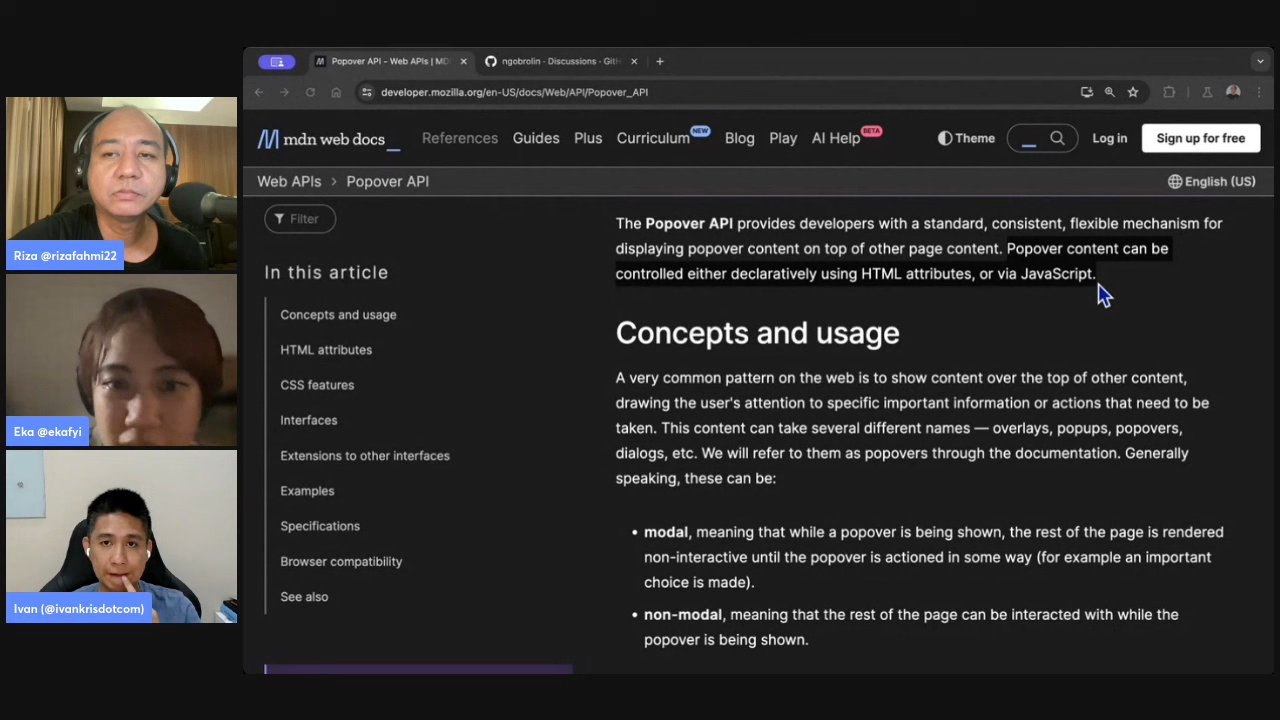 Popover API - Web APIs | MD
ngobrolin · Discussions · GitH
developer.mozilla.org/en-US/docs/Web/API/Popover_API
mdn web docs
References
Guides
Plus
Curriculum NEW
Blog
Play
AI Help BETA
Theme
Log in
Sign up for free
Web APIs > Popover API
English (US)
Filter
In this article
Concepts and usage
HTML attributes
CSS features
Interfaces
Extensions to other interfaces
Examples
Specifications
Browser compatibility
See also
The Popover API provides developers with a standard, consistent, flexible mechanism for
displaying popover content on top of other page content. Popover content can be
controlled either declaratively using HTML attributes, or via JavaScript.
Concepts and usage
A very common pattern on the web is to show content over the top of other content,
drawing the user's attention to specific important information or actions that need to be
taken. This content can take several different names — overlays, popups, popovers,
dialogs, etc. We will refer to them as popovers through the documentation. Generally
speaking, these can be:
• modal, meaning that while a popover is being shown, the rest of the page is rendered
non-interactive until the popover is actioned in some way (for example an important
choice is made).
• non-modal, meaning that the rest of the page can be interacted with while the
popover is being shown.
Riza @rizafahmi22
Eka @ekafyi
Ivan (@ivankrisdotcom)